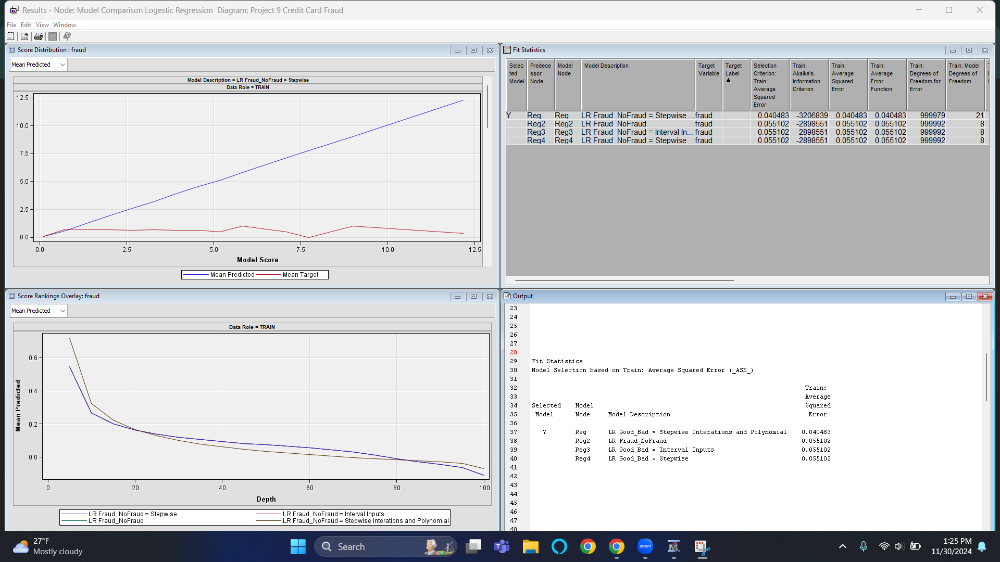 Results - Node: Model Comparison Logestic Regression  Diagram: Project 9 Credit Card Fraud
File Edit View Window
Score Distribution : fraud
Mean Predicted
Model Description = LR Fraud_NoFraud = Stepwise
Data Role = TRAIN
12.5
10.0
7.5
5.0
2.5
0.0
0.0 2.5 5.0 7.5 10.0 12.5
Model Score
Mean Predicted Mean Target
Fit Statistics
Selected Model | Predecessor Node | Model Node | Model Description | Target Variable | Target Label | Selection Criterion: Train: Average Squared Error | Train: Akaike's Information Criterion | Train: Average Squared Error | Train: Average Error Function | Train: Degrees of Freedom for Error | Train: Model Degrees of Freedom
Y Reg Reg LR Fraud_NoFraud = Stepwise ... fraud 0.040483 -3206839 0.040483 0.040483 999979 21
Reg2 Reg2 LR Fraud_NoFraud fraud 0.055102 -2898551 0.055102 0.055102 999992 8
Reg3 Reg3 LR Fraud_NoFraud = Interval In... fraud 0.055102 -2898551 0.055102 0.055102 999992 8
Reg4 Reg4 LR Fraud_NoFraud = Stepwise fraud 0.055102 -2898551 0.055102 0.055102 999992 8
Score Rankings Overlay: fraud
Mean Predicted
Data Role = TRAIN
Mean Predicted
0.6
0.4
0.2
0.0
0 20 40 60 80 100
Depth
LR Fraud_NoFraud = Stepwise LR Fraud_NoFraud = Interval Inputs
LR Fraud_NoFraud LR Fraud_NoFraud = Stepwise Interations and Polynomial
Output
23
24
25
26
27
28
29 Fit Statistics
30 Model Selection based on Train: Average Squared Error (_ASE_)
31
32 Train:
33 Average
34 Selected Model Squared
35 Model Node Model Description Error
36
37 Y Reg LR Good_Bad = Stepwise Interations and Polynomial 0.040483
38 Reg2 LR Fraud_NoFraud 0.055102
39 Reg3 LR Good_Bad = Interval Inputs 0.055102
40 Reg4 LR Good_Bad = Stepwise 0.055102
41
42
43
44
45
46
47
48
27°F
Mostly cloudy
Search
zoom
1:25 PM
11/30/2024